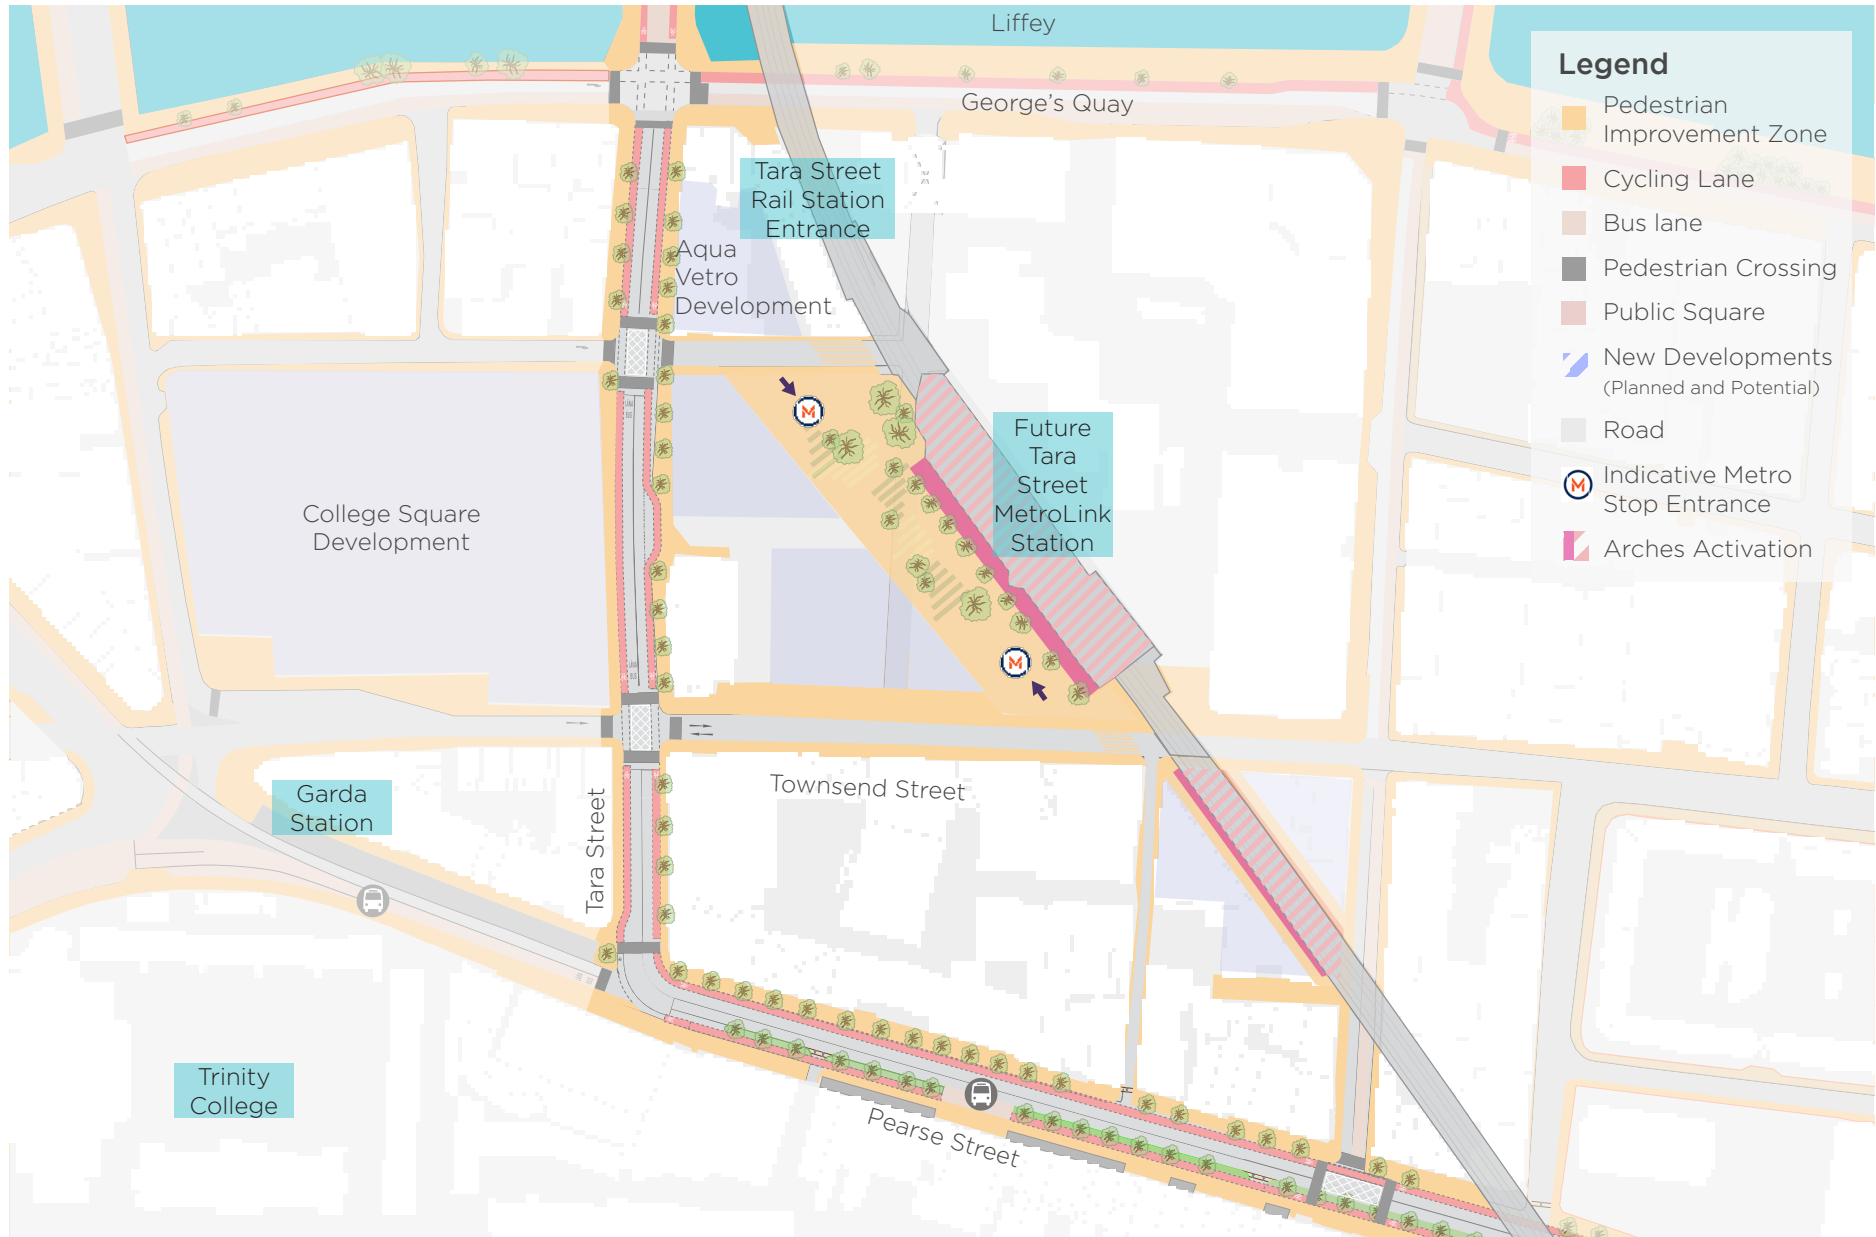 Liffey
George's Quay
Tara Street
Rail Station
Entrance
Aqua
Vetro
Development
Future
Tara
Street
MetroLink
Station
College Square
Development
Garda
Station
Tara Street
Townsend Street
Trinity
College
Pearse Street
Legend
Pedestrian
Improvement Zone
Cycling Lane
Bus lane
Pedestrian Crossing
Public Square
New Developments
(Planned and Potential)
Road
M
Indicative Metro
Stop Entrance
Arches Activation
M
M